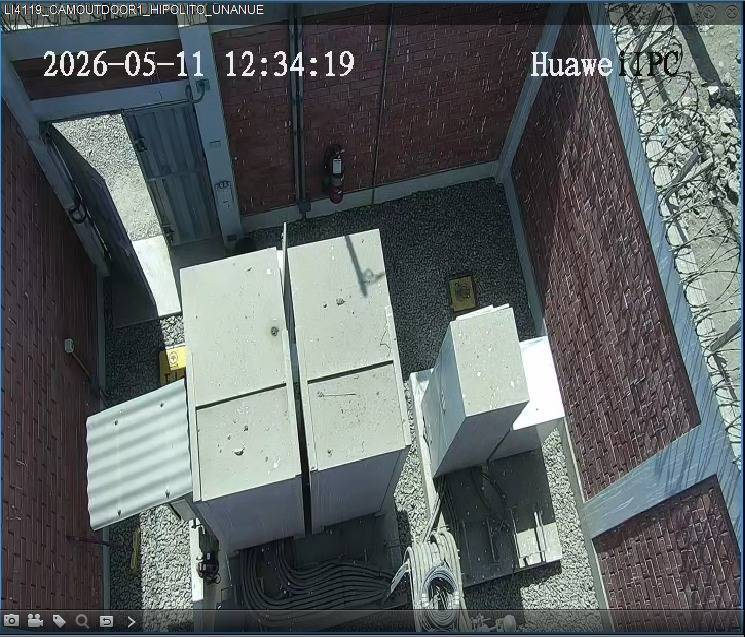 LI4119_CAMOUTDOOR1_HIPOLITO_UNANUE
2026-05-11 12:34:19
HuaweiIPC